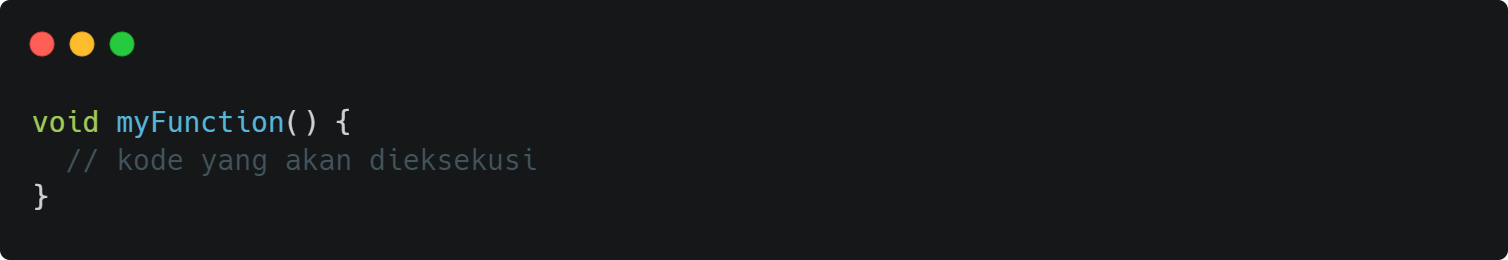 void myFunction() {
  // kode yang akan dieksekusi
}